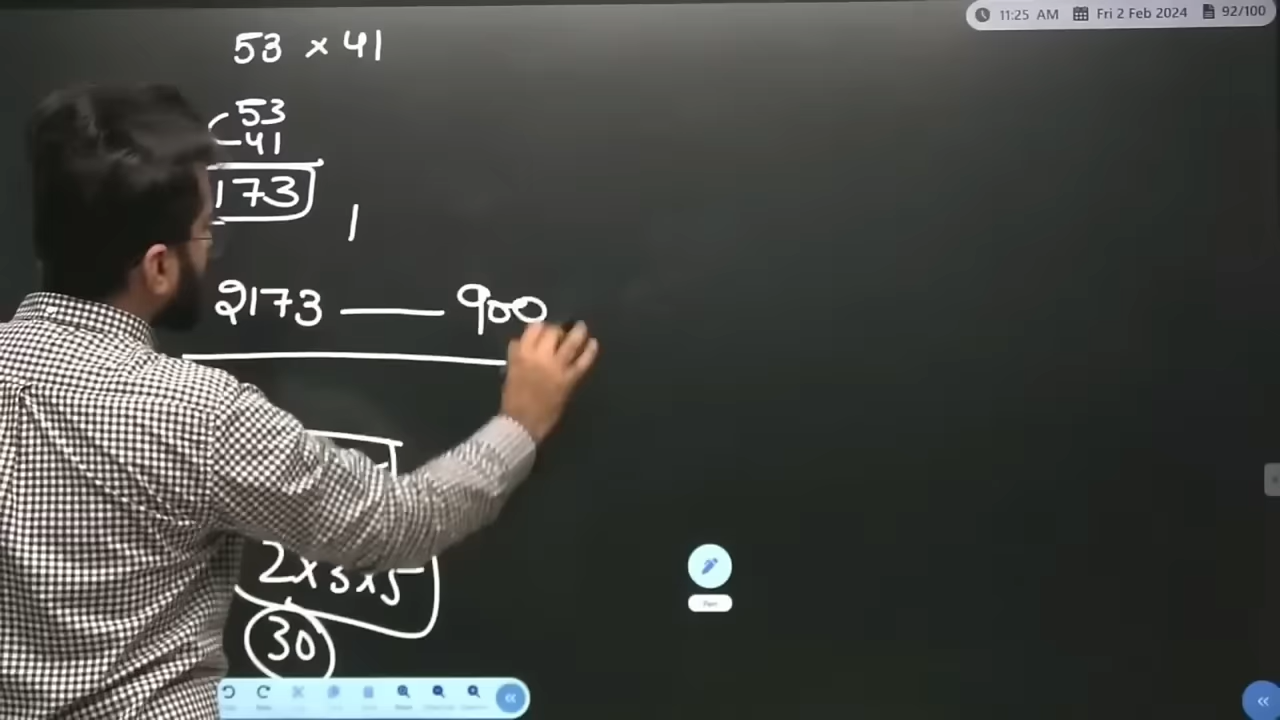 11:25 AM Fri 2 Feb 2024 92/100
53 × 41
53
41
173
1
2173 — 900
2×3×5
30
Pen